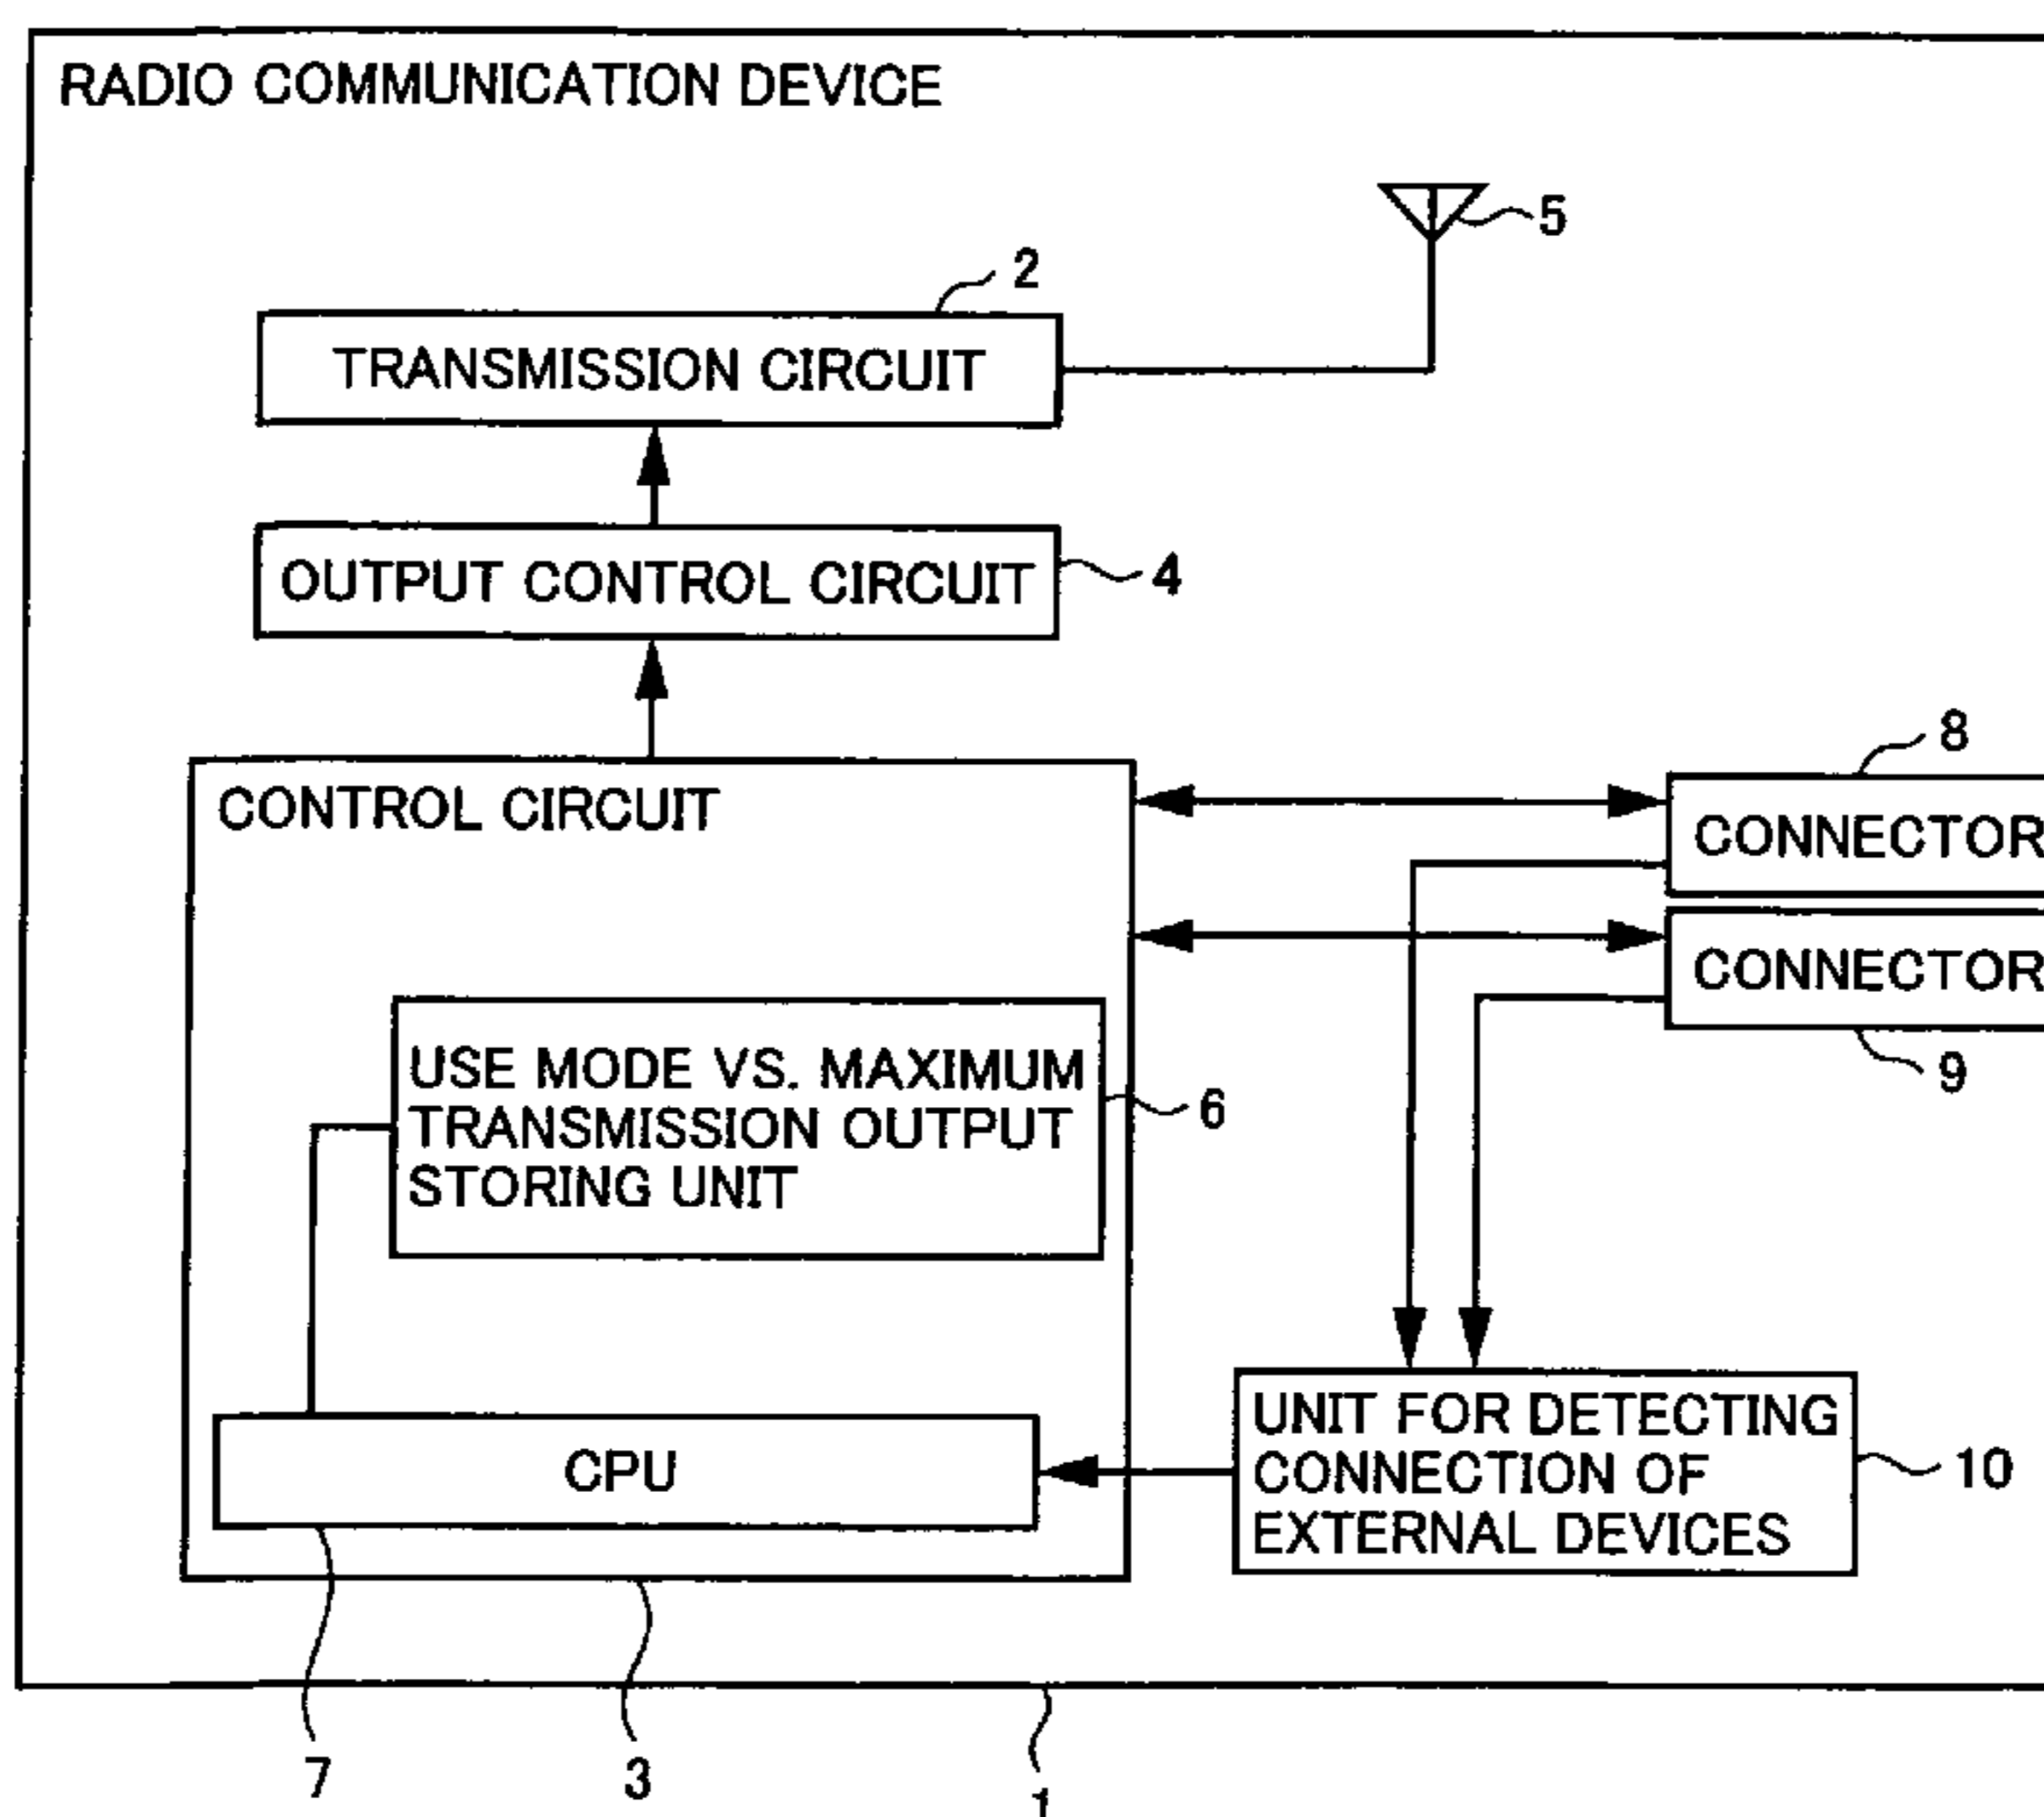 RADIO COMMUNICATION DEVICE
5
2
TRANSMISSION CIRCUIT
OUTPUT CONTROL CIRCUIT
4
8
CONTROL CIRCUIT
CONNECTOR
CONNECTOR
9
USE MODE VS. MAXIMUM
TRANSMISSION OUTPUT
STORING UNIT
6
UNIT FOR DETECTING
CONNECTION OF
EXTERNAL DEVICES
10
CPU
7
3
1